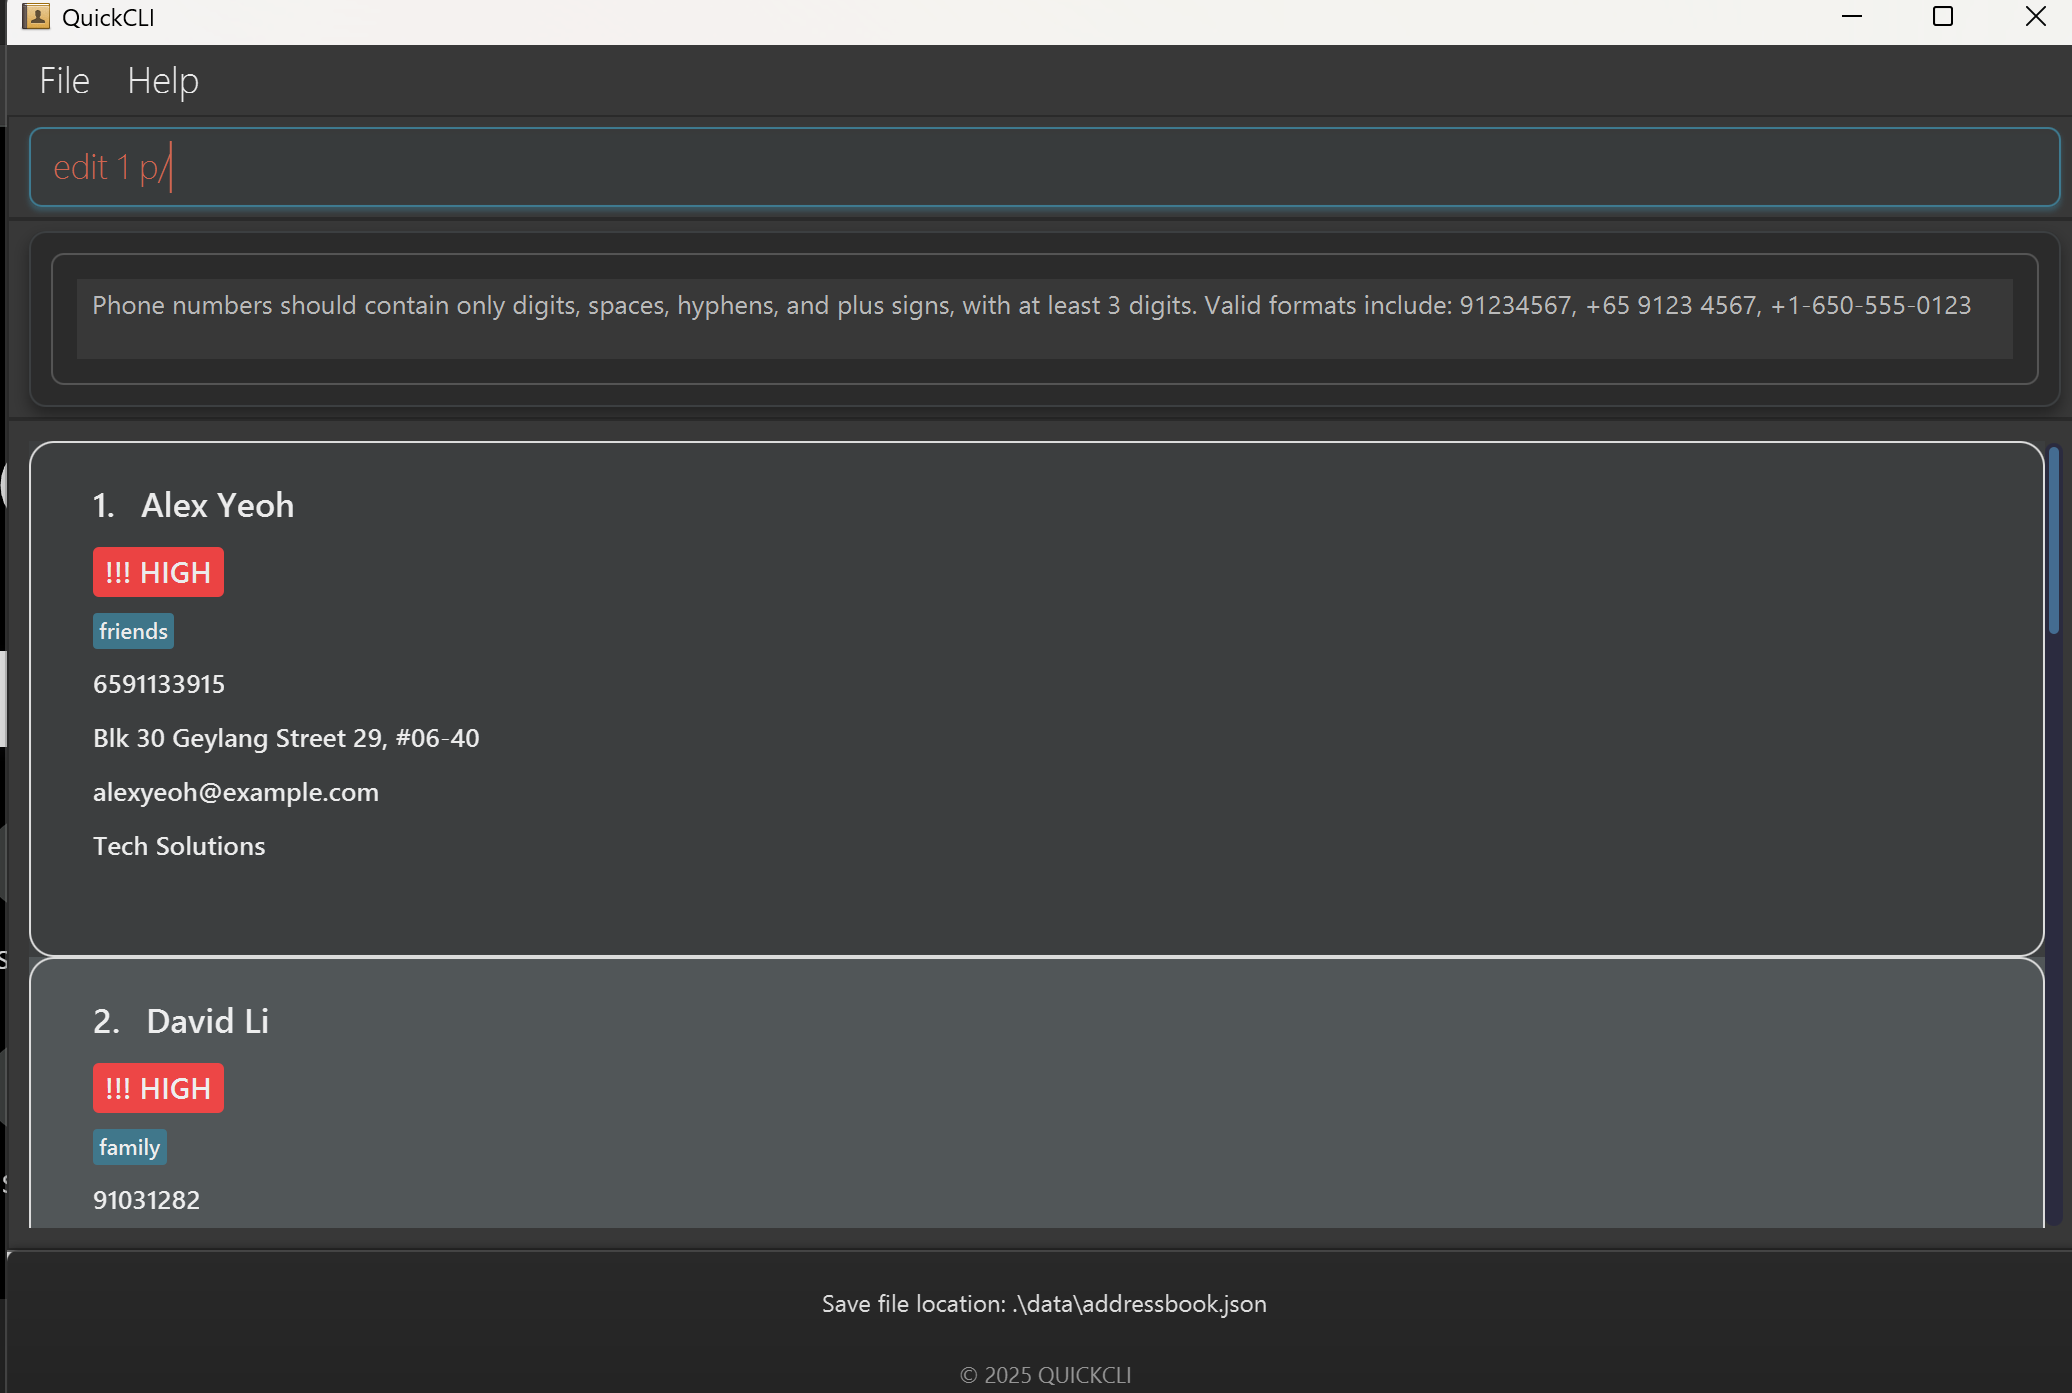 QuickCLI
File Help
edit 1 p/
Phone numbers should contain only digits, spaces, hyphens, and plus signs, with at least 3 digits. Valid formats include: 91234567, +65 9123 4567, +1-650-555-0123
1. Alex Yeoh
!!! HIGH
friends
6591133915
Blk 30 Geylang Street 29, #06-40
alexyeoh@example.com
Tech Solutions
2. David Li
!!! HIGH
family
91031282
Save file location: .\data\addressbook.json
© 2025 QUICKCLI